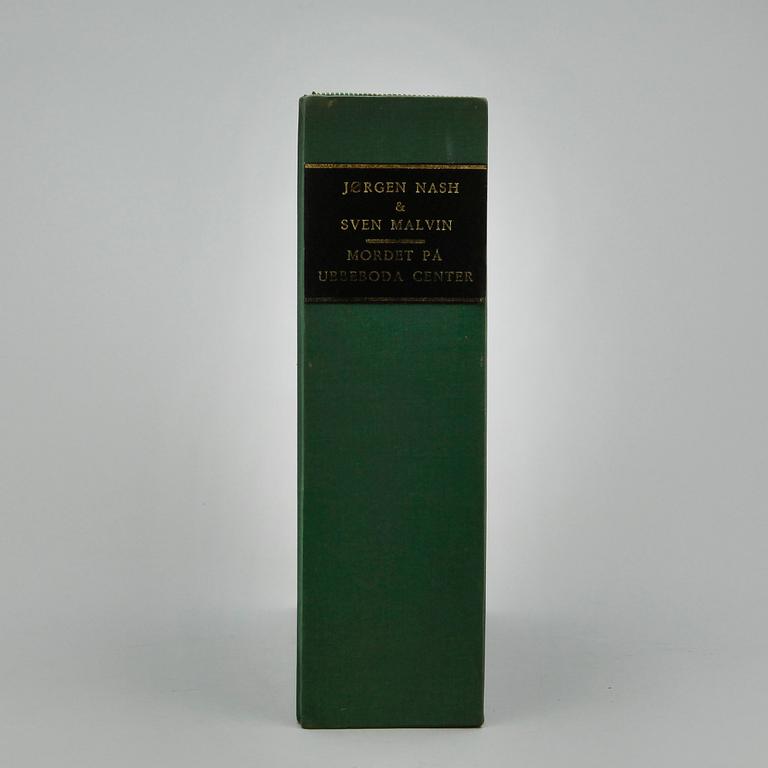 JØRGEN NASH
&
SVEN MALVIN
MORDET PÅ
UBBEBODA CENTER